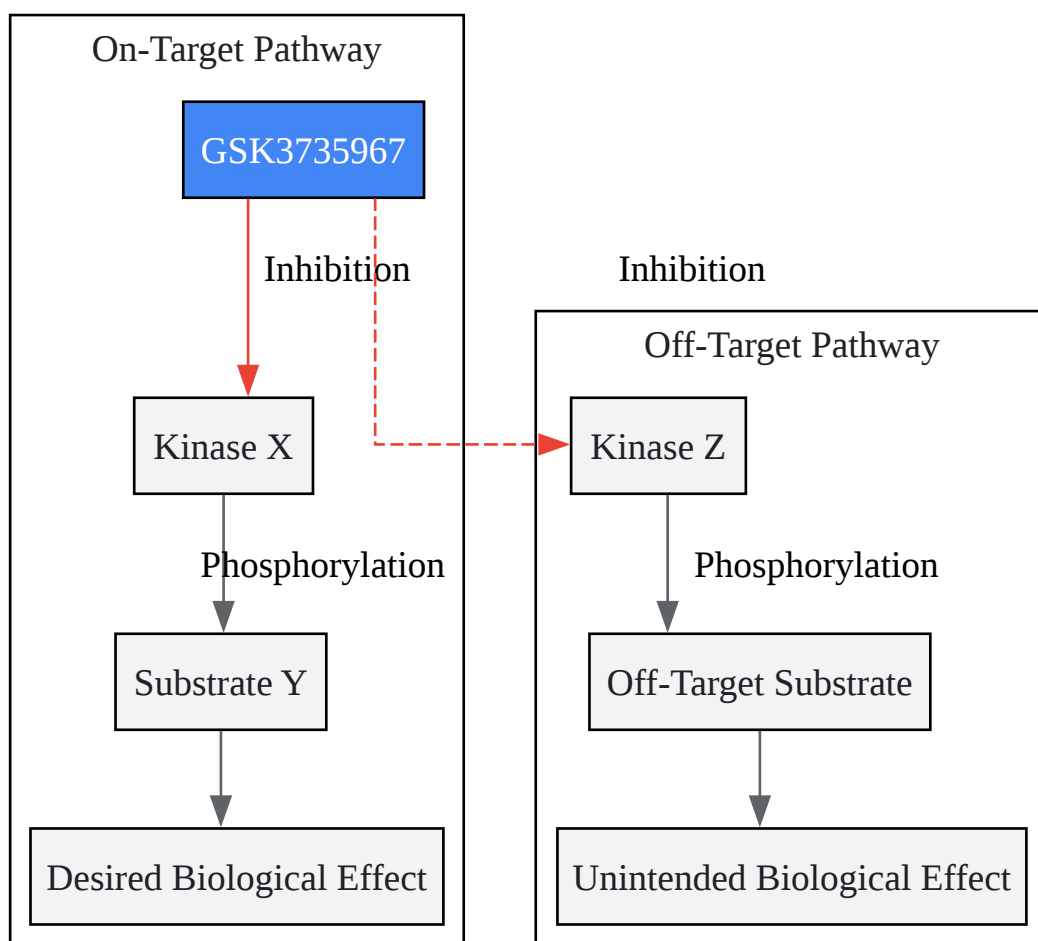 On-Target Pathway
GSK3735967
Inhibition
Inhibition
Off-Target Pathway
Kinase X
Kinase Z
Phosphorylation
Phosphorylation
Substrate Y
Off-Target Substrate
Desired Biological Effect
Unintended Biological Effect